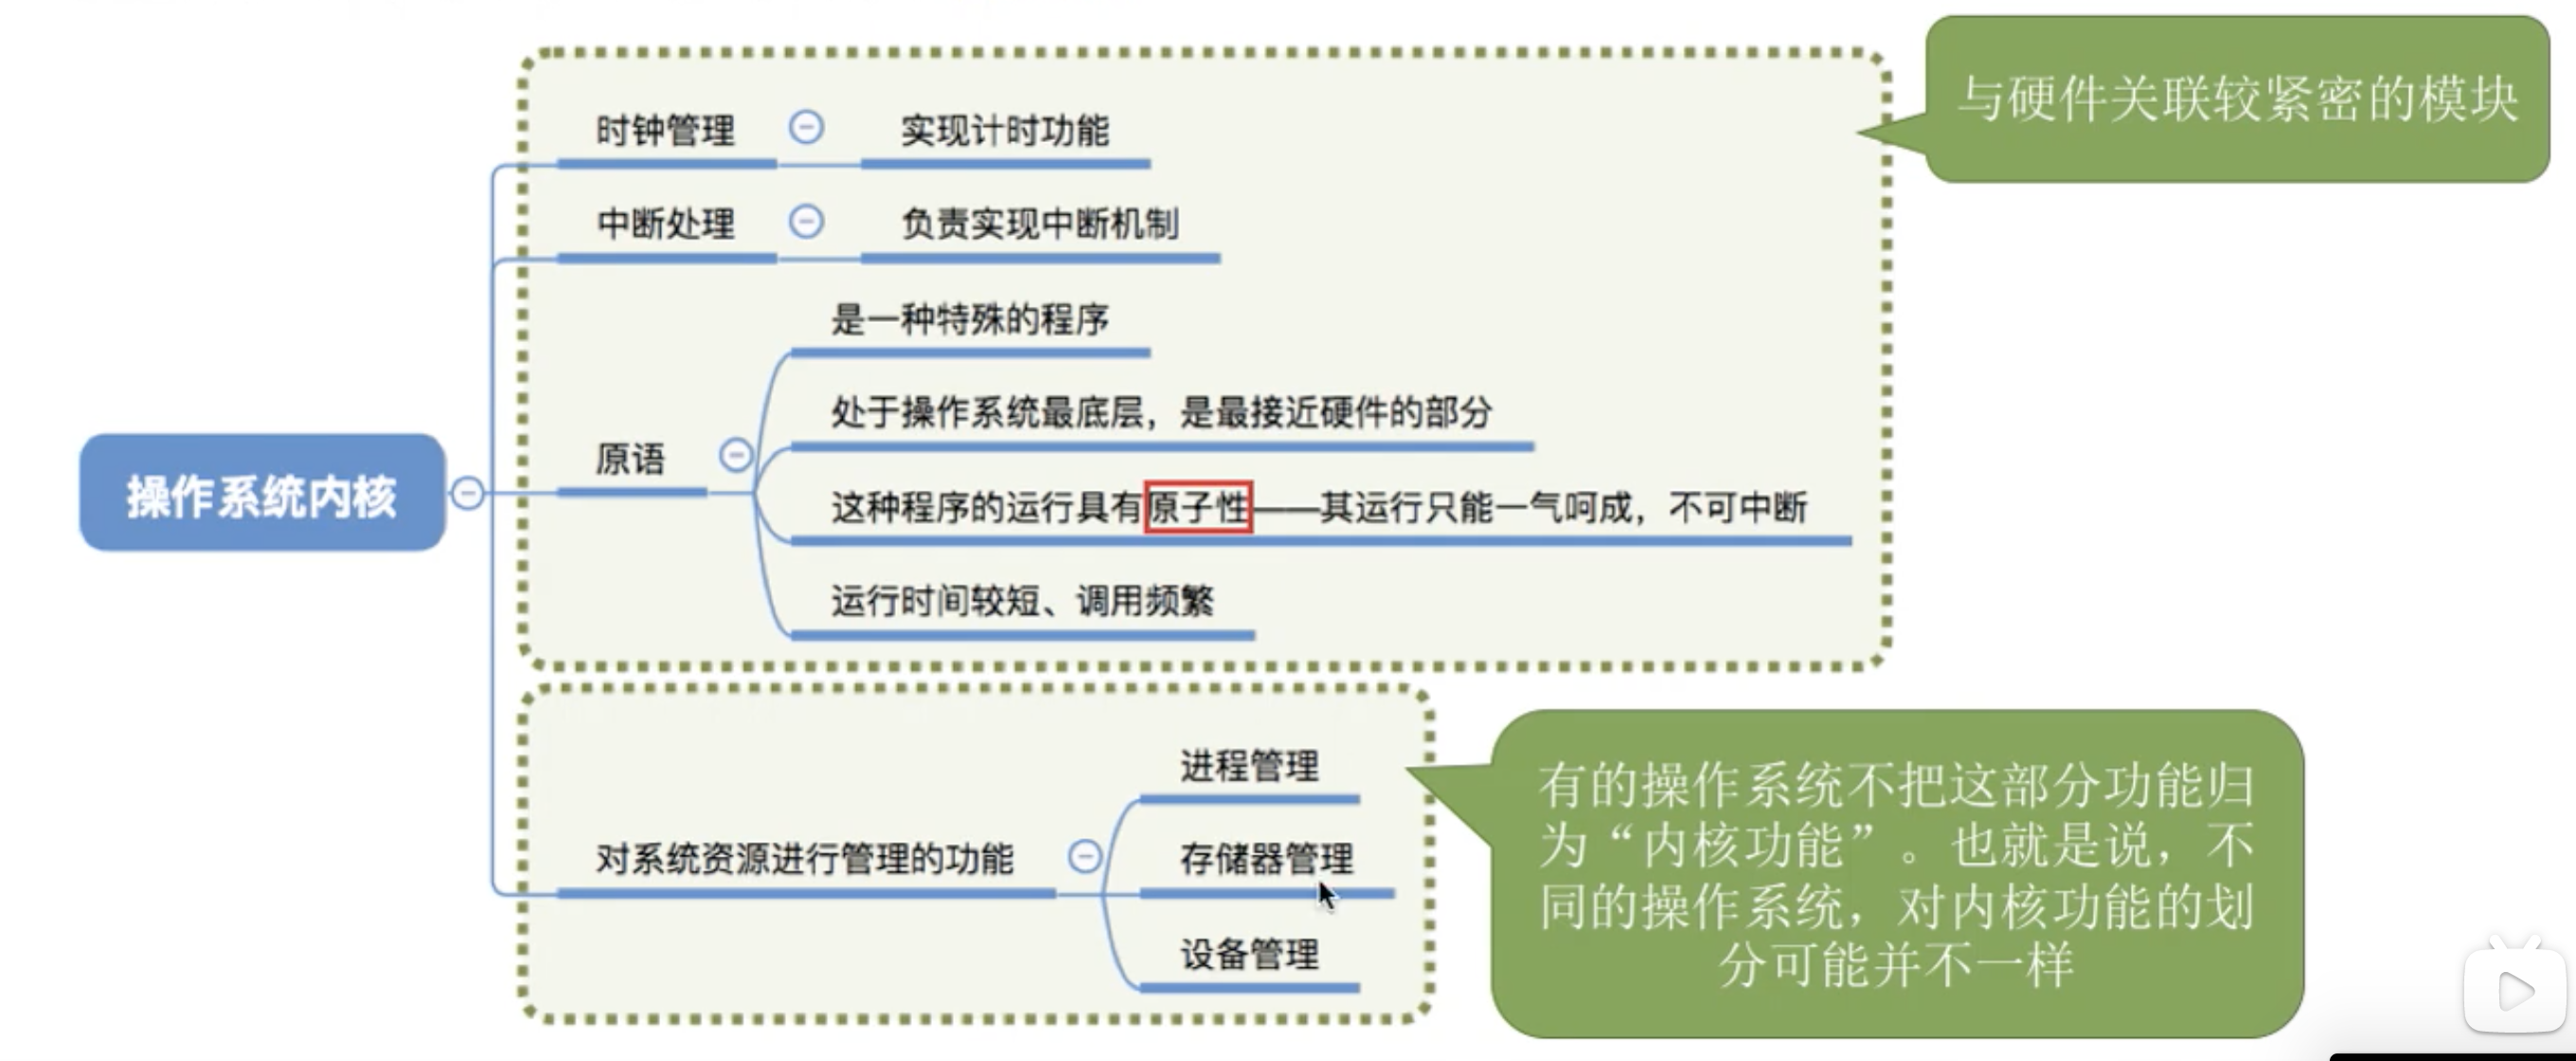 与硬件关联较紧密的模块
时钟管理
实现计时功能
中断处理
负责实现中断机制
是一种特殊的程序
处于操作系统最底层，是最接近硬件的部分
原语
操作系统内核
这种程序的运行具有原子性——其运行只能一气呵成，不可中断
运行时间较短、调用频繁
进程管理
对系统资源进行管理的功能
存储器管理
设备管理
有的操作系统不把这部分功能归
为“内核功能”。也就是说，不
同的操作系统，对内核功能的划
分可能并不一样